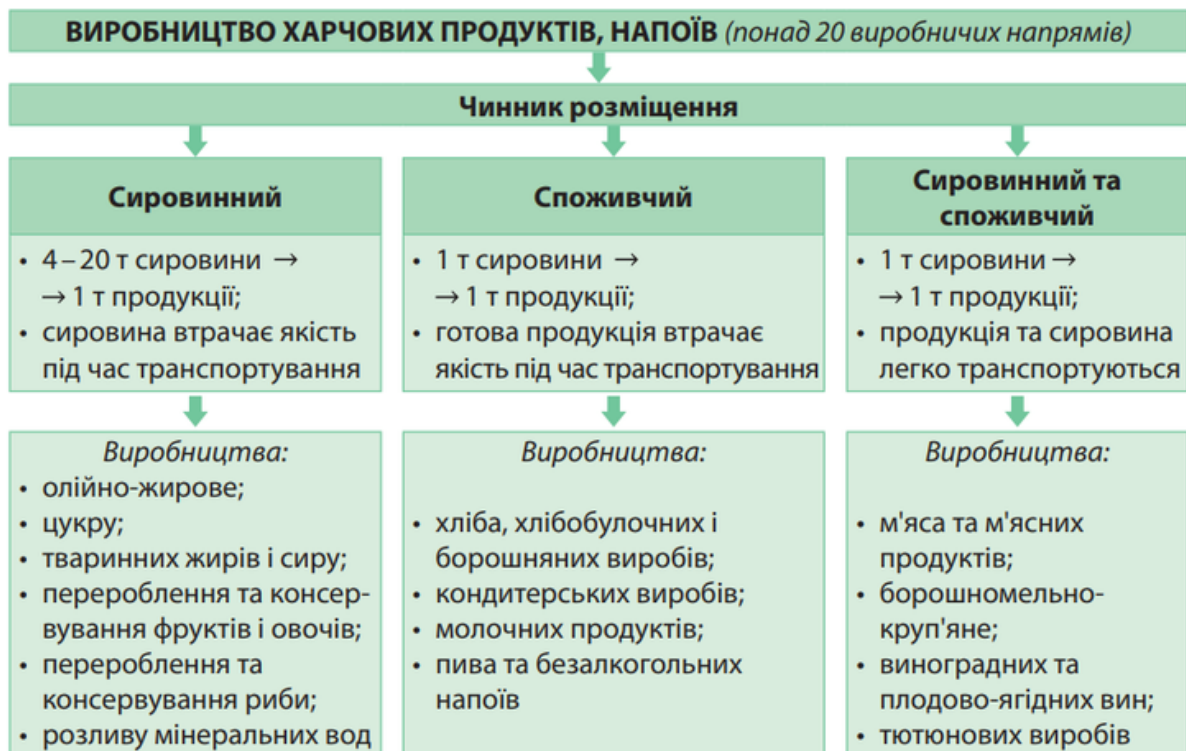 ВИРОБНИЦТВО ХАРЧОВИХ ПРОДУКТІВ, НАПОЇВ (понад 20 виробничих напрямів)
Чинник розміщення
Сировинний
• 4 – 20 т сировини →
→ 1 т продукції;
• сировина втрачає якість
під час транспортування
Виробництва:
• олійно-жирове;
• цукру;
• тваринних жирів і сиру;
• перероблення та консер-
вування фруктів і овочів;
• перероблення та
консервування риби;
• розливу мінеральних вод
Споживчий
• 1 т сировини →
→ 1 т продукції;
• готова продукція втрачає
якість під час транспортування
Виробництва:
• хліба, хлібобулочних і
борошняних виробів;
• кондитерських виробів;
• молочних продуктів;
• пива та безалкогольних
напоїв
Сировинний та
споживчий
• 1 т сировини →
→ 1 т продукції;
• продукція та сировина
легко транспортуються
Виробництва:
• м'яса та м'ясних
продуктів;
• борошномельно-
круп'яне;
• виноградних та
плодово-ягідних вин;
• тютюнових виробів